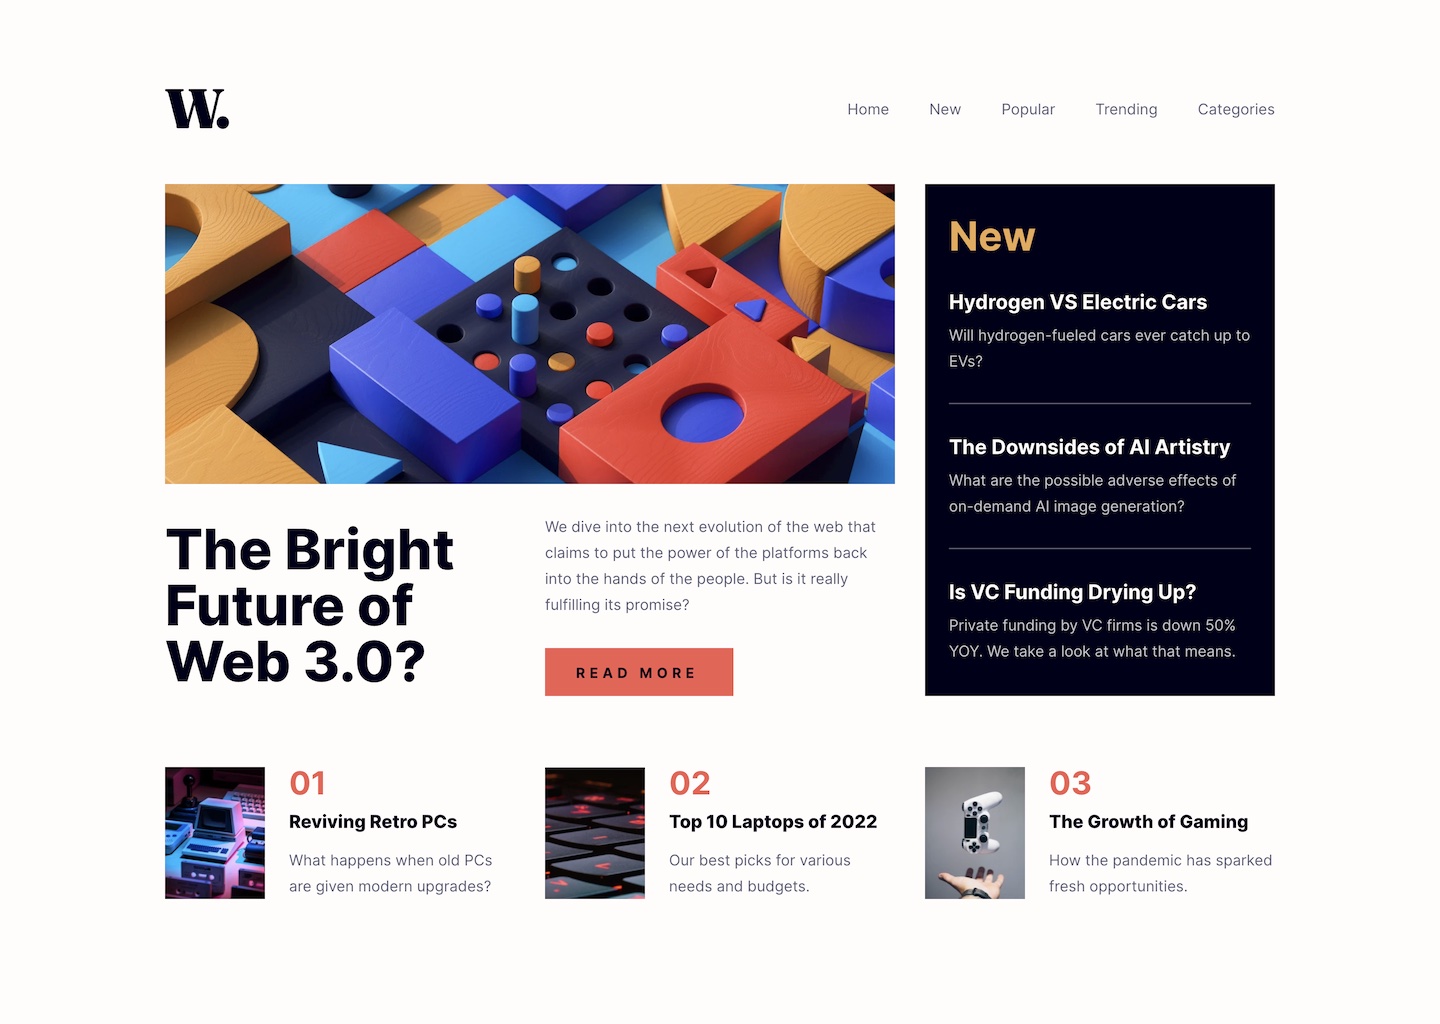 W.
Home New Popular Trending Categories
The Bright
Future of
Web 3.0?
We dive into the next evolution of the web that
claims to put the power of the platforms back
into the hands of the people. But is it really
fulfilling its promise?
READ MORE
New
Hydrogen VS Electric Cars
Will hydrogen-fueled cars ever catch up to
EVs?
The Downsides of AI Artistry
What are the possible adverse effects of
on-demand AI image generation?
Is VC Funding Drying Up?
Private funding by VC firms is down 50%
YOY. We take a look at what that means.
01
Reviving Retro PCs
What happens when old PCs
are given modern upgrades?
02
Top 10 Laptops of 2022
Our best picks for various
needs and budgets.
03
The Growth of Gaming
How the pandemic has sparked
fresh opportunities.